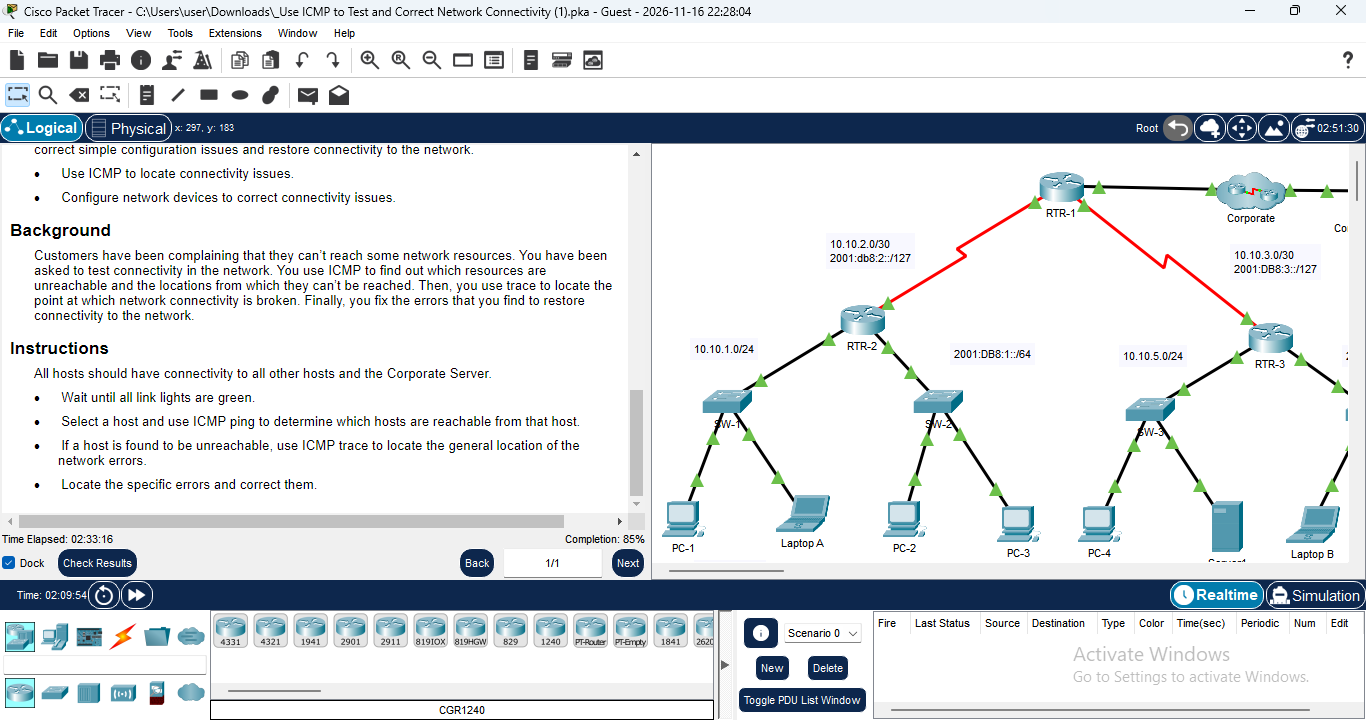 Cisco Packet Tracer - C:\Users\user\Downloads\_Use ICMP to Test and Correct Network Connectivity (1).pka - Guest - 2026-11-16 22:28:04
File Edit Options View Tools Extensions Window Help
Logical Physical x: 297, y: 183
Root 02:51:30
correct simple configuration issues and restore connectivity to the network.
• Use ICMP to locate connectivity issues.
• Configure network devices to correct connectivity issues.
Background
Customers have been complaining that they can't reach some network resources. You have been
asked to test connectivity in the network. You use ICMP to find out which resources are
unreachable and the locations from which they can't be reached. Then, you use trace to locate the
point at which network connectivity is broken. Finally, you fix the errors that you find to restore
connectivity to the network.
Instructions
All hosts should have connectivity to all other hosts and the Corporate Server.
• Wait until all link lights are green.
• Select a host and use ICMP ping to determine which hosts are reachable from that host.
• If a host is found to be unreachable, use ICMP trace to locate the general location of the
network errors.
• Locate the specific errors and correct them.
Time Elapsed: 02:33:16 Completion: 85%
Dock Check Results Back 1/1 Next
RTR-1
Corporate
Co
10.10.2.0/30
2001:db8:2::/127
10.10.3.0/30
2001:DB8:3::/127
RTR-2
10.10.1.0/24
2001:DB8:1::/64
10.10.5.0/24
RTR-3
2
SW-1
SW-2
SW-3
PC-1
Laptop A
PC-2
PC-3
PC-4
Server1
Laptop B
Time: 02:09:54
Realtime Simulation
4331 4321 1941 2901 2911 819IOX 819HGW 829 1240 PT-Router PT-Empty 1841 2620
CGR1240
Scenario 0
New Delete
Toggle PDU List Window
Fire Last Status Source Destination Type Color Time(sec) Periodic Num Edit
Activate Windows
Go to Settings to activate Windows.